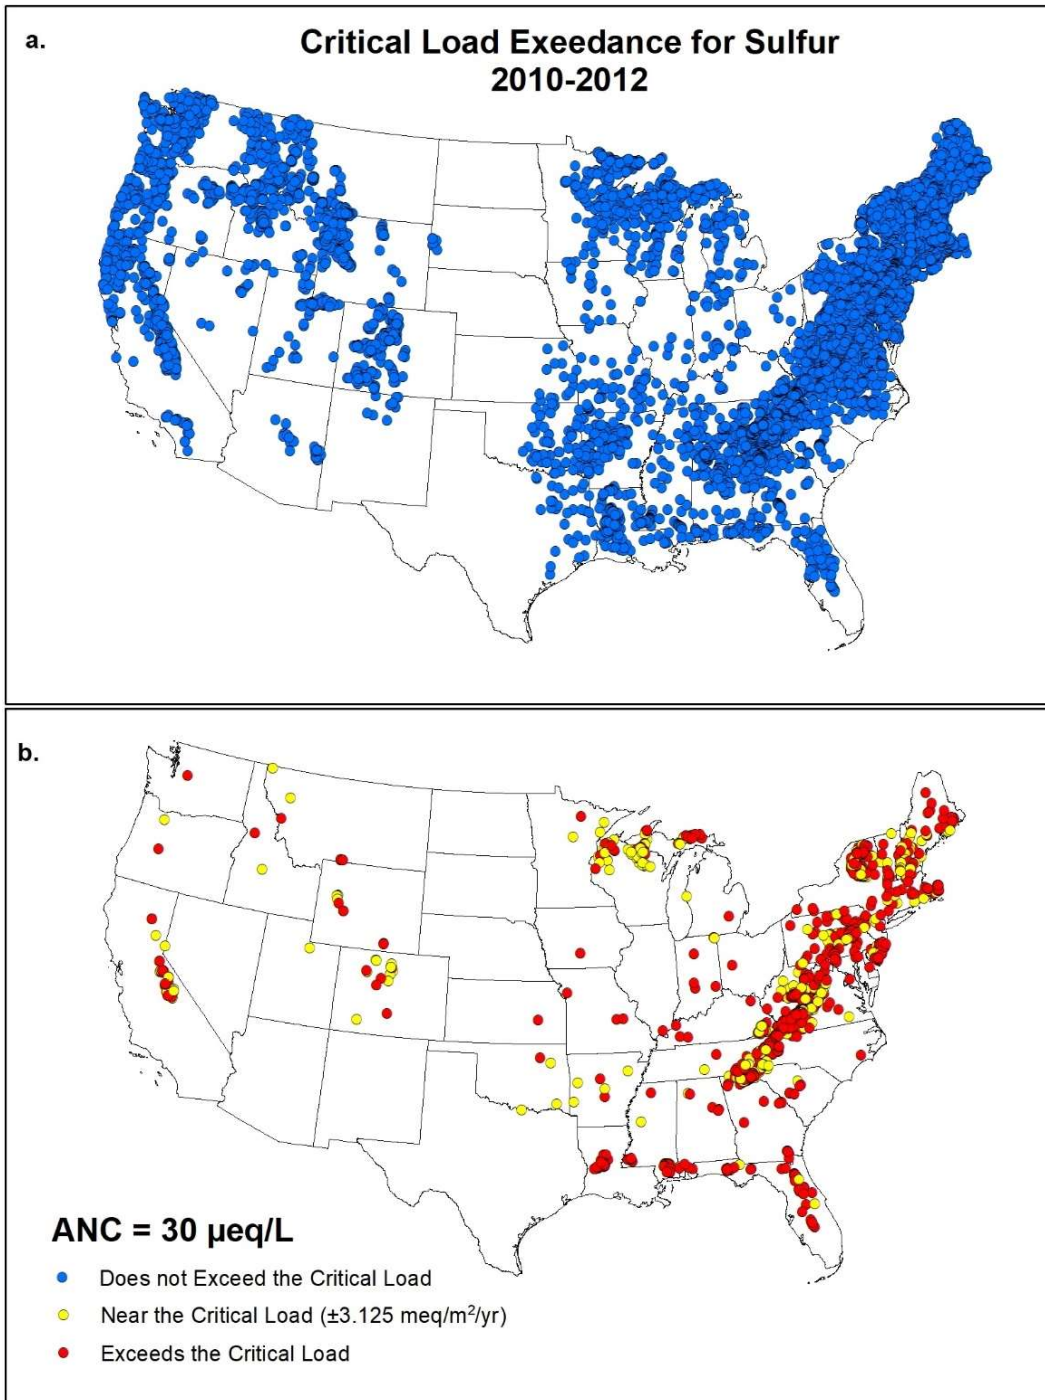 a.
Critical Load Exeedance for Sulfur
2010-2012
b.
ANC = 30 µeq/L
Does not Exceed the Critical Load
Near the Critical Load (±3.125 meq/m²/yr)
Exceeds the Critical Load